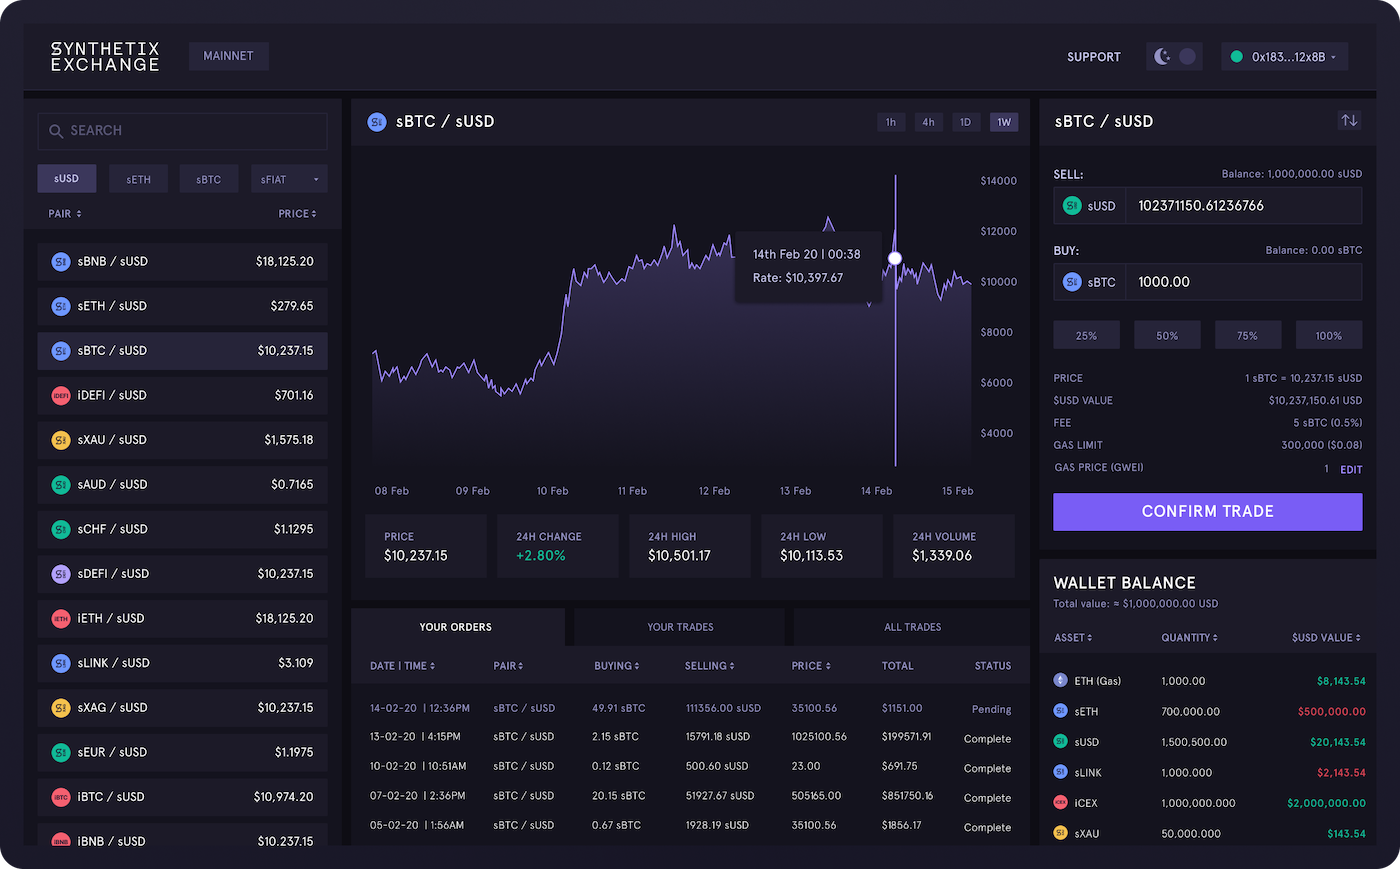 SYNTHETIX
EXCHANGE
MAINNET
SUPPORT
0x183...12x8B
SEARCH
sUSD sETH sBTC sFIAT
PAIR PRICE
sBNB / sUSD $18,125.20
sETH / sUSD $279.65
sBTC / sUSD $10,237.15
iDEFI iDEFI / sUSD $701.16
sXAU / sUSD $1,575.18
sAUD / sUSD $0.7165
sCHF / sUSD $1.1295
sDEFI / sUSD $10,237.15
iETH iETH / sUSD $18,125.20
sLINK / sUSD $3.109
sXAG / sUSD $10,237.15
sEUR / sUSD $1.1975
iBTC iBTC / sUSD $10,974.20
iBNB iBNB / sUSD $10,237.15
sBTC / sUSD
1h 4h 1D 1W
$14000
$12000
$10000
$8000
$6000
$4000
14th Feb 20 | 00:38
Rate: $10,397.67
08 Feb 09 Feb 10 Feb 11 Feb 12 Feb 13 Feb 14 Feb 15 Feb
PRICE
$10,237.15
24H CHANGE
+2.80%
24H HIGH
$10,501.17
24H LOW
$10,113.53
24H VOLUME
$1,339.06
YOUR ORDERS YOUR TRADES ALL TRADES
DATE | TIME PAIR BUYING SELLING PRICE TOTAL STATUS
14-02-20 | 12:36PM sBTC / sUSD 49.91 sBTC 111356.00 sUSD 35100.56 $1151.00 Pending
13-02-20 | 4:15PM sBTC / sUSD 2.15 sBTC 15791.18 sUSD 1025100.56 $199571.91 Complete
10-02-20 | 10:51AM sBTC / sUSD 0.12 sBTC 500.60 sUSD 23.00 $691.75 Complete
07-02-20 | 2:36PM sBTC / sUSD 20.15 sBTC 51927.67 sUSD 505165.00 $851750.16 Complete
05-02-20 | 1:56AM sBTC / sUSD 0.67 sBTC 1928.19 sUSD 35100.56 $1856.17 Complete
sBTC / sUSD
SELL: Balance: 1,000,000.00 sUSD
sUSD 102371150.61236766
BUY: Balance: 0.00 sBTC
sBTC 1000.00
25% 50% 75% 100%
PRICE 1 sBTC = 10,237.15 sUSD
$USD VALUE $10,237,150.61 USD
FEE 5 sBTC (0.5%)
GAS LIMIT 300,000 ($0.08)
GAS PRICE (GWEI) 1 EDIT
CONFIRM TRADE
WALLET BALANCE
Total value: ≈ $1,000,000.00 USD
ASSET QUANTITY $USD VALUE
ETH (Gas) 1,000.00 $8,143.54
sETH 700,000.00 $500,000.00
sUSD 1,500,500.00 $20,143.54
sLINK 1,000.000 $2,143.54
iCEX iCEX 1,000,000.000 $2,000,000.00
sXAU 50.000.000 $143.54